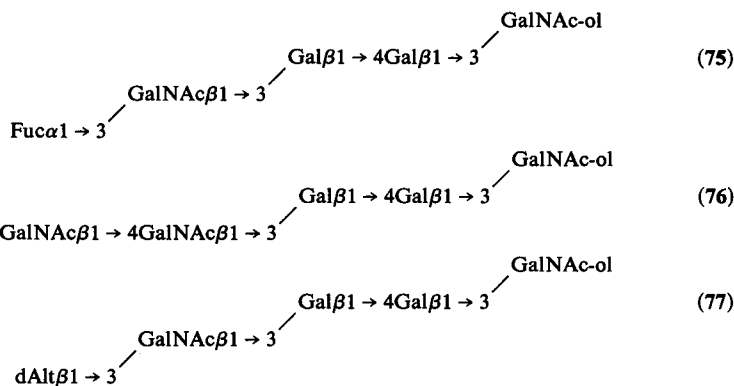 GalNAc-ol
Galβ1 → 4Galβ1 → 3 (75)
GalNAcβ1 → 3
Fucα1 → 3
GalNAc-ol
Galβ1 → 4Galβ1 → 3 (76)
GalNAcβ1 → 4GalNAcβ1 → 3
GalNAc-ol
Galβ1 → 4Galβ1 → 3 (77)
GalNAcβ1 → 3
dAltβ1 → 3